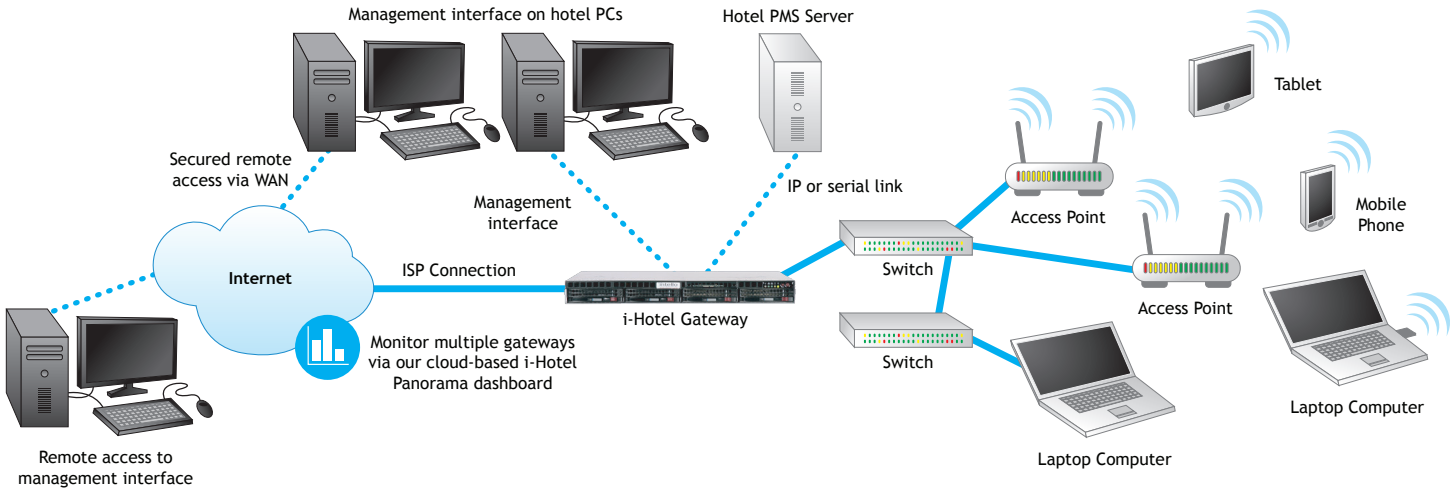 Management interface on hotel PCs
Hotel PMS Server
Tablet
Secured remote
access via WAN
IP or serial link
Management
interface
Access Point
Mobile
Phone
Internet
ISP Connection
Switch
Access Point
i-Hotel Gateway
Monitor multiple gateways
via our cloud-based i-Hotel
Panorama dashboard
Switch
Laptop Computer
Laptop Computer
Remote access to
management interface